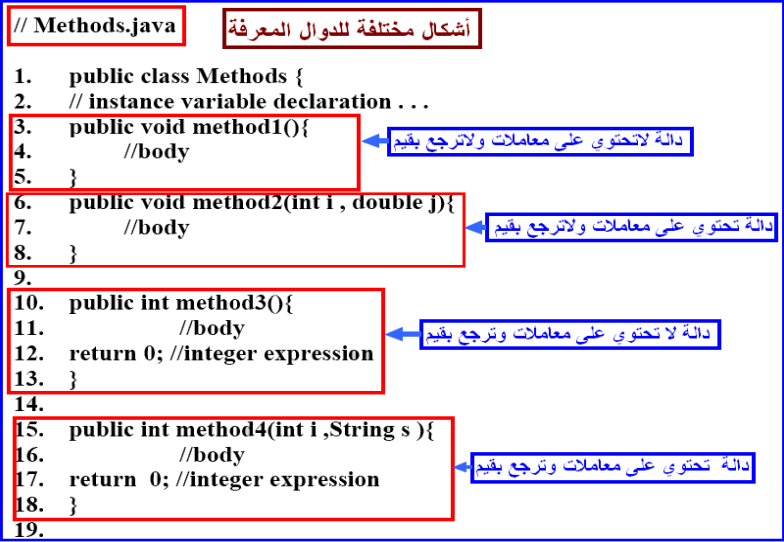 // Methods.java
أشكال مختلفة للدوال المعرفة
1. public class Methods {
2. // instance variable declaration . . .
3. public void method1(){
دالة لاتحتوي على معاملات ولاترجع بقيم
4. //body
5. }
6. public void method2(int i , double j){
دالة تحتوي على معاملات ولاترجع بقيم
7. //body
8. }
9.
10. public int method3(){
11. //body
دالة لا تحتوي على معاملات وترجع بقيم
12. return 0; //integer expression
13. }
14.
15. public int method4(int i ,String s ){
16. //body
دالة تحتوي على معاملات وترجع بقيم
17. return 0; //integer expression
18. }
19.